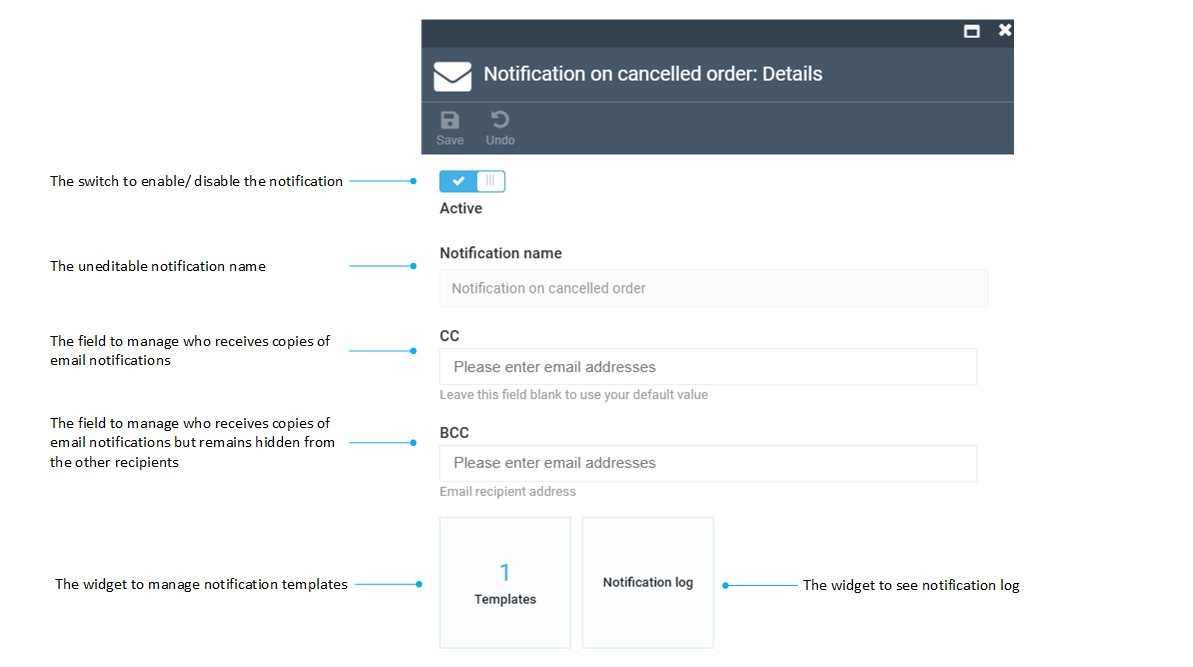 Notification on cancelled order: Details
Save
Undo
The switch to enable/ disable the notification
Active
Notification name
The uneditable notification name
Notification on cancelled order
CC
The field to manage who receives copies of
email notifications
Please enter email addresses
Leave this field blank to use your default value
The field to manage who receives copies of
email notifications but remains hidden from
the other recipients
BCC
Please enter email addresses
Email recipient address
The widget to manage notification templates
1
Templates
Notification log
The widget to see notification log